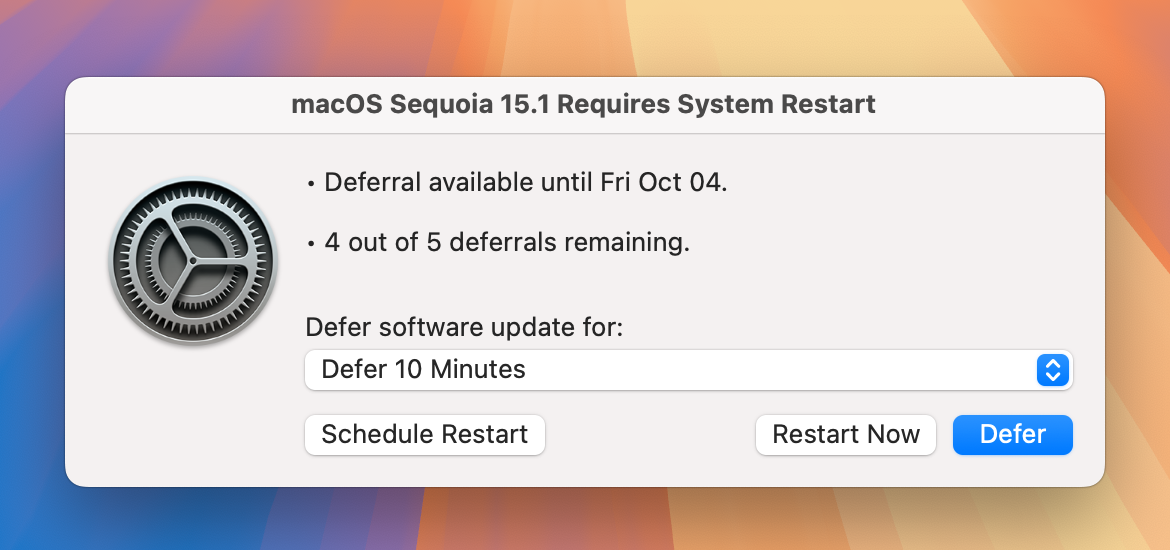 macOS Sequoia 15.1 Requires System Restart
• Deferral available until Fri Oct 04.
• 4 out of 5 deferrals remaining.
Defer software update for:
Defer 10 Minutes
Schedule Restart
Restart Now
Defer